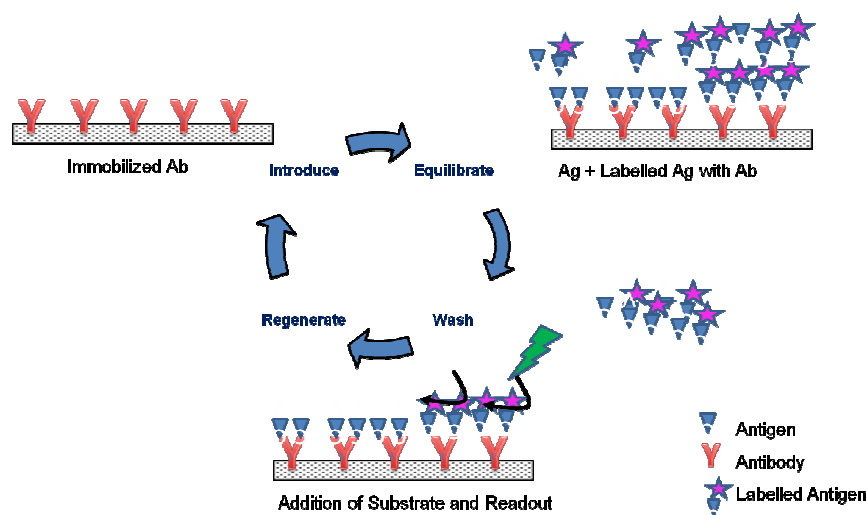 Immobilized Ab
Introduce
Equilibrate
Ag + Labelled Ag with Ab
Regenerate
Wash
Antigen
Antibody
Labelled Antigen
Addition of Substrate and Readout